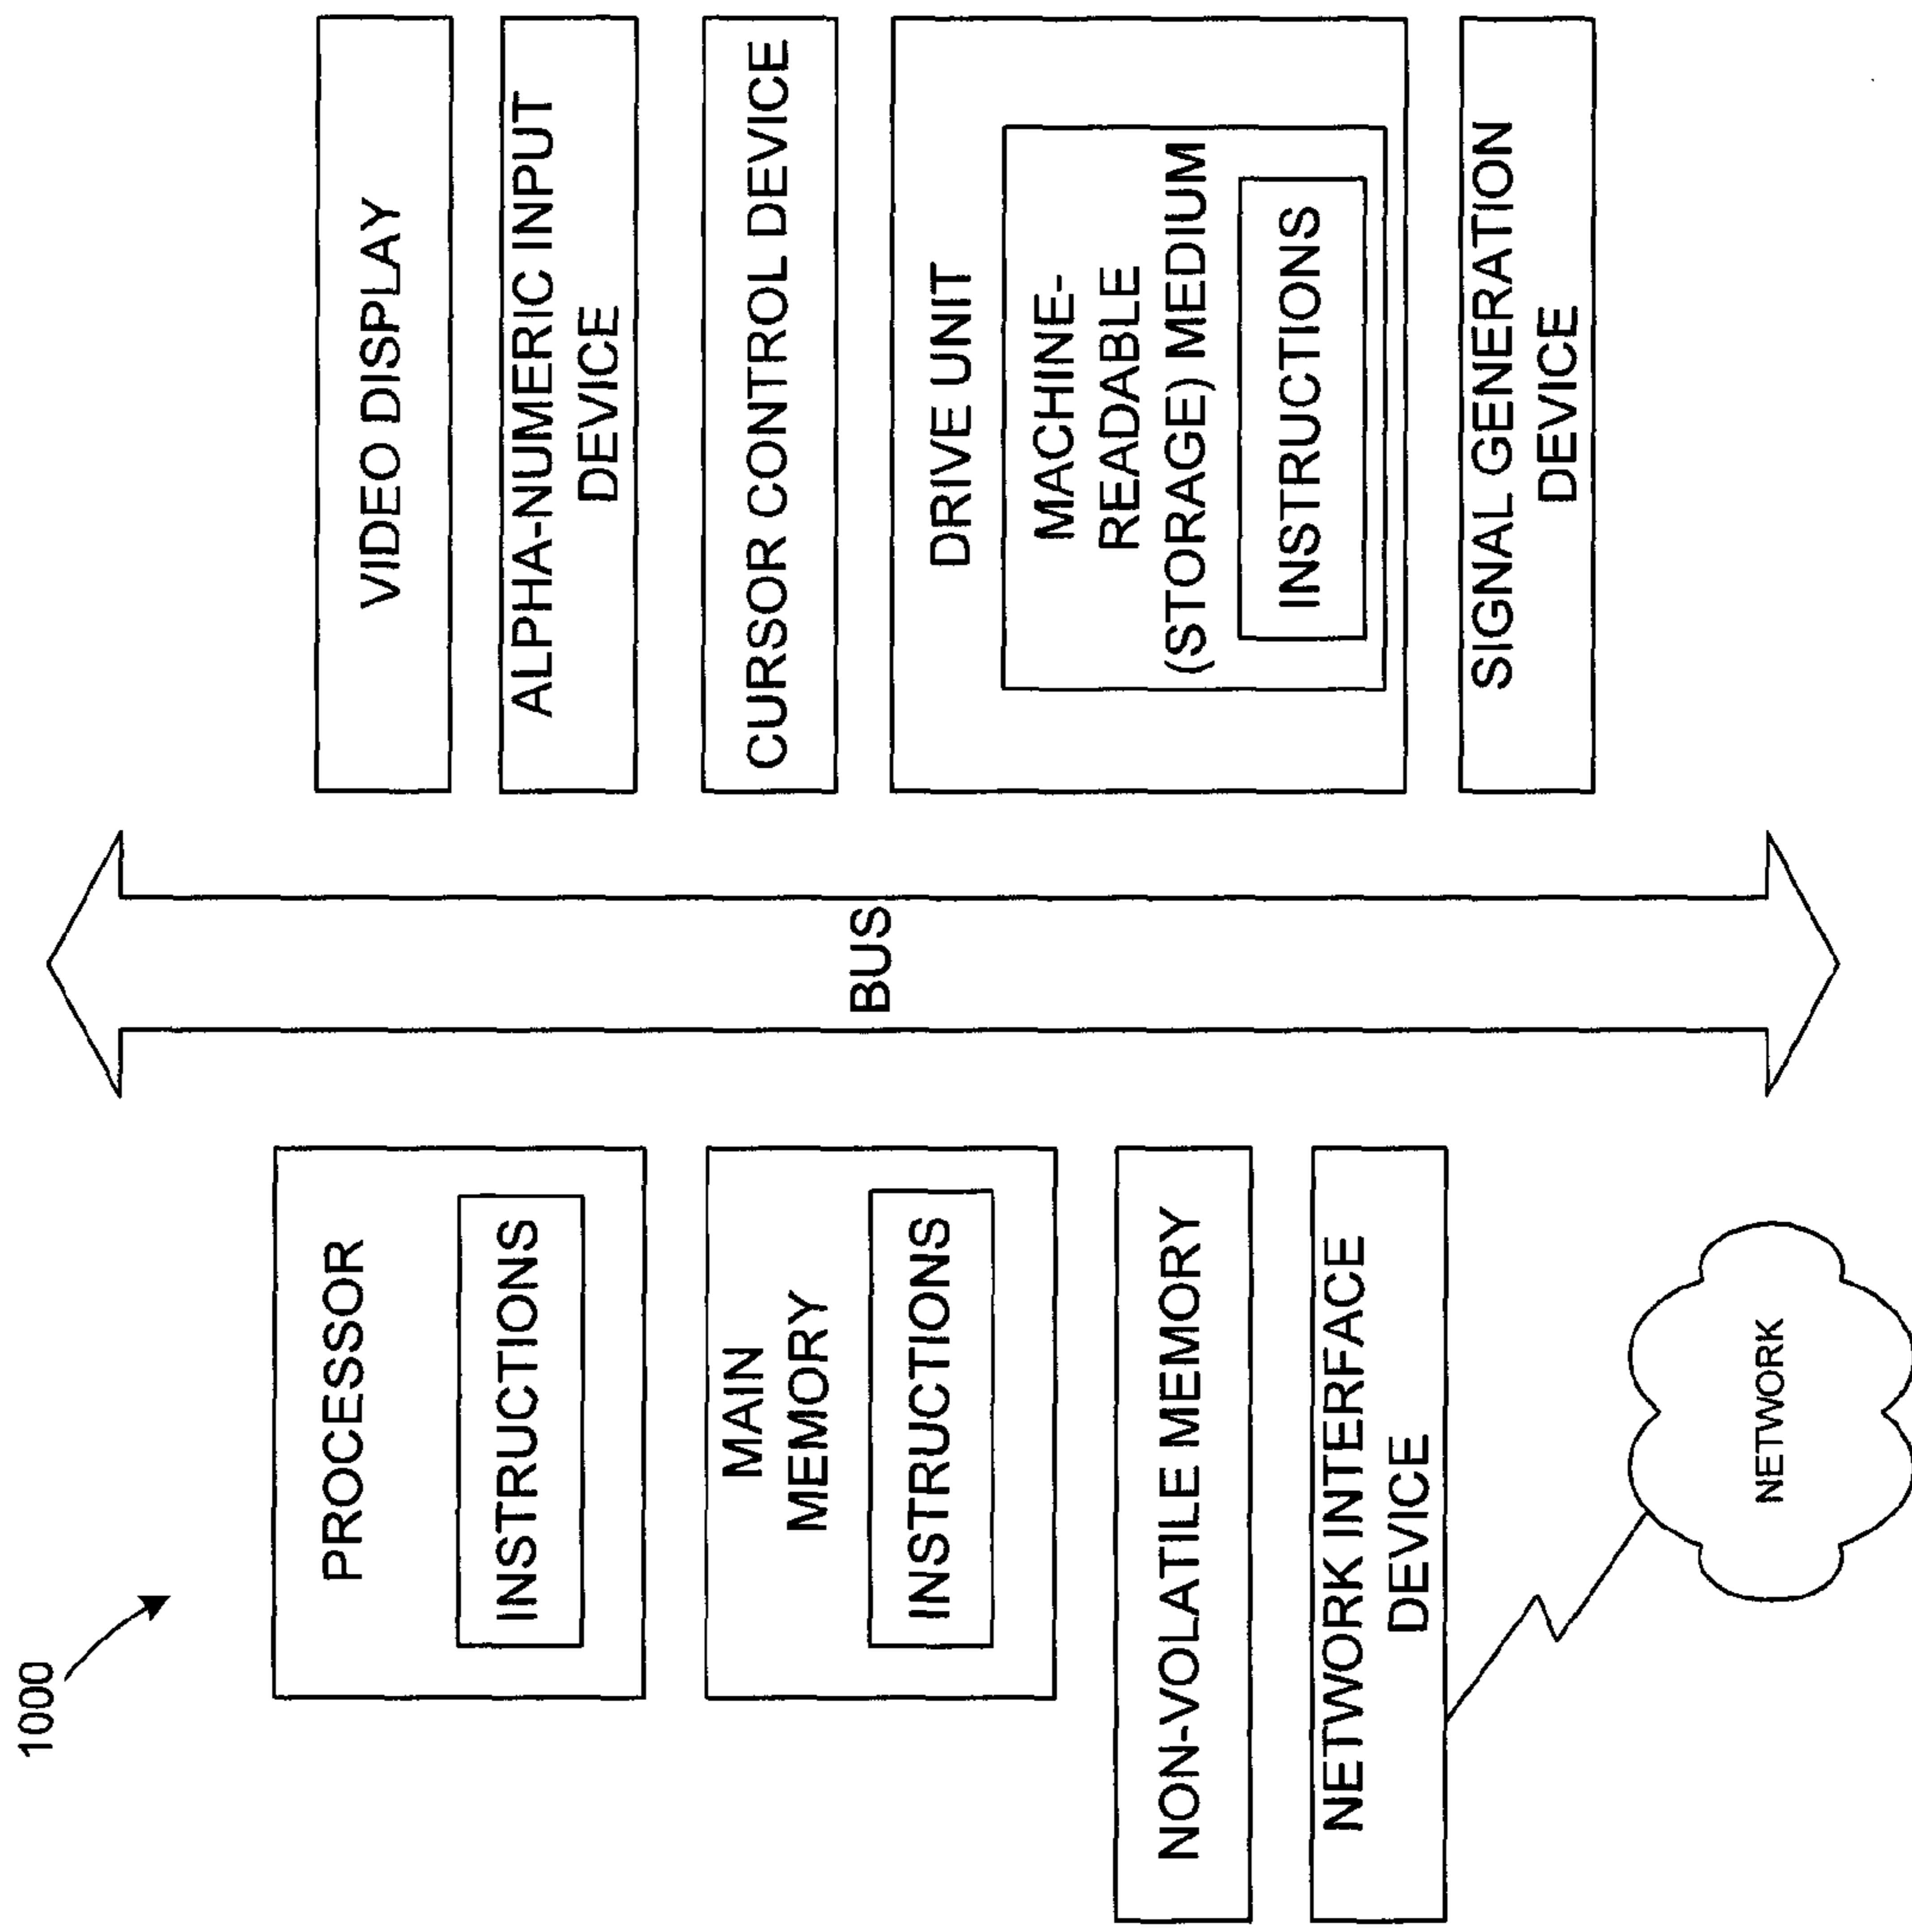 1000
PROCESSOR
INSTRUCTIONS
MAIN
MEMORY
INSTRUCTIONS
NON-VOLATILE MEMORY
NETWORK INTERFACE
DEVICE
NETWORK
BUS
VIDEO DISPLAY
ALPHA-NUMERIC INPUT
DEVICE
CURSOR CONTROL DEVICE
DRIVE UNIT
MACHINE-
READABLE
(STORAGE) MEDIUM
INSTRUCTIONS
SIGNAL GENERATION
DEVICE